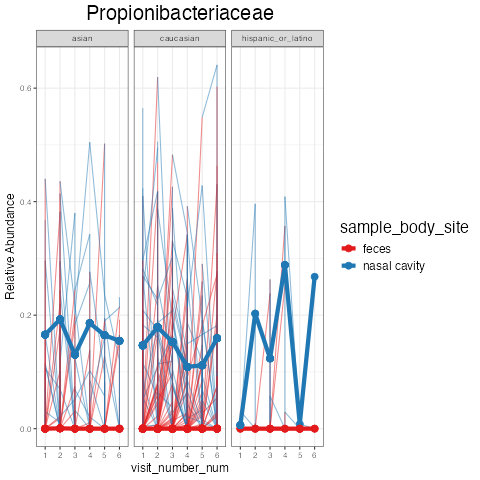 Propionibacteriaceae
asian caucasian hispanic_or_latino
0.6
0.4
0.2
0.0
Relative Abundance
1 2 3 4 5 6 1 2 3 4 5 6 1 2 3 4 5 6
visit_number_num
sample_body_site
feces
nasal cavity